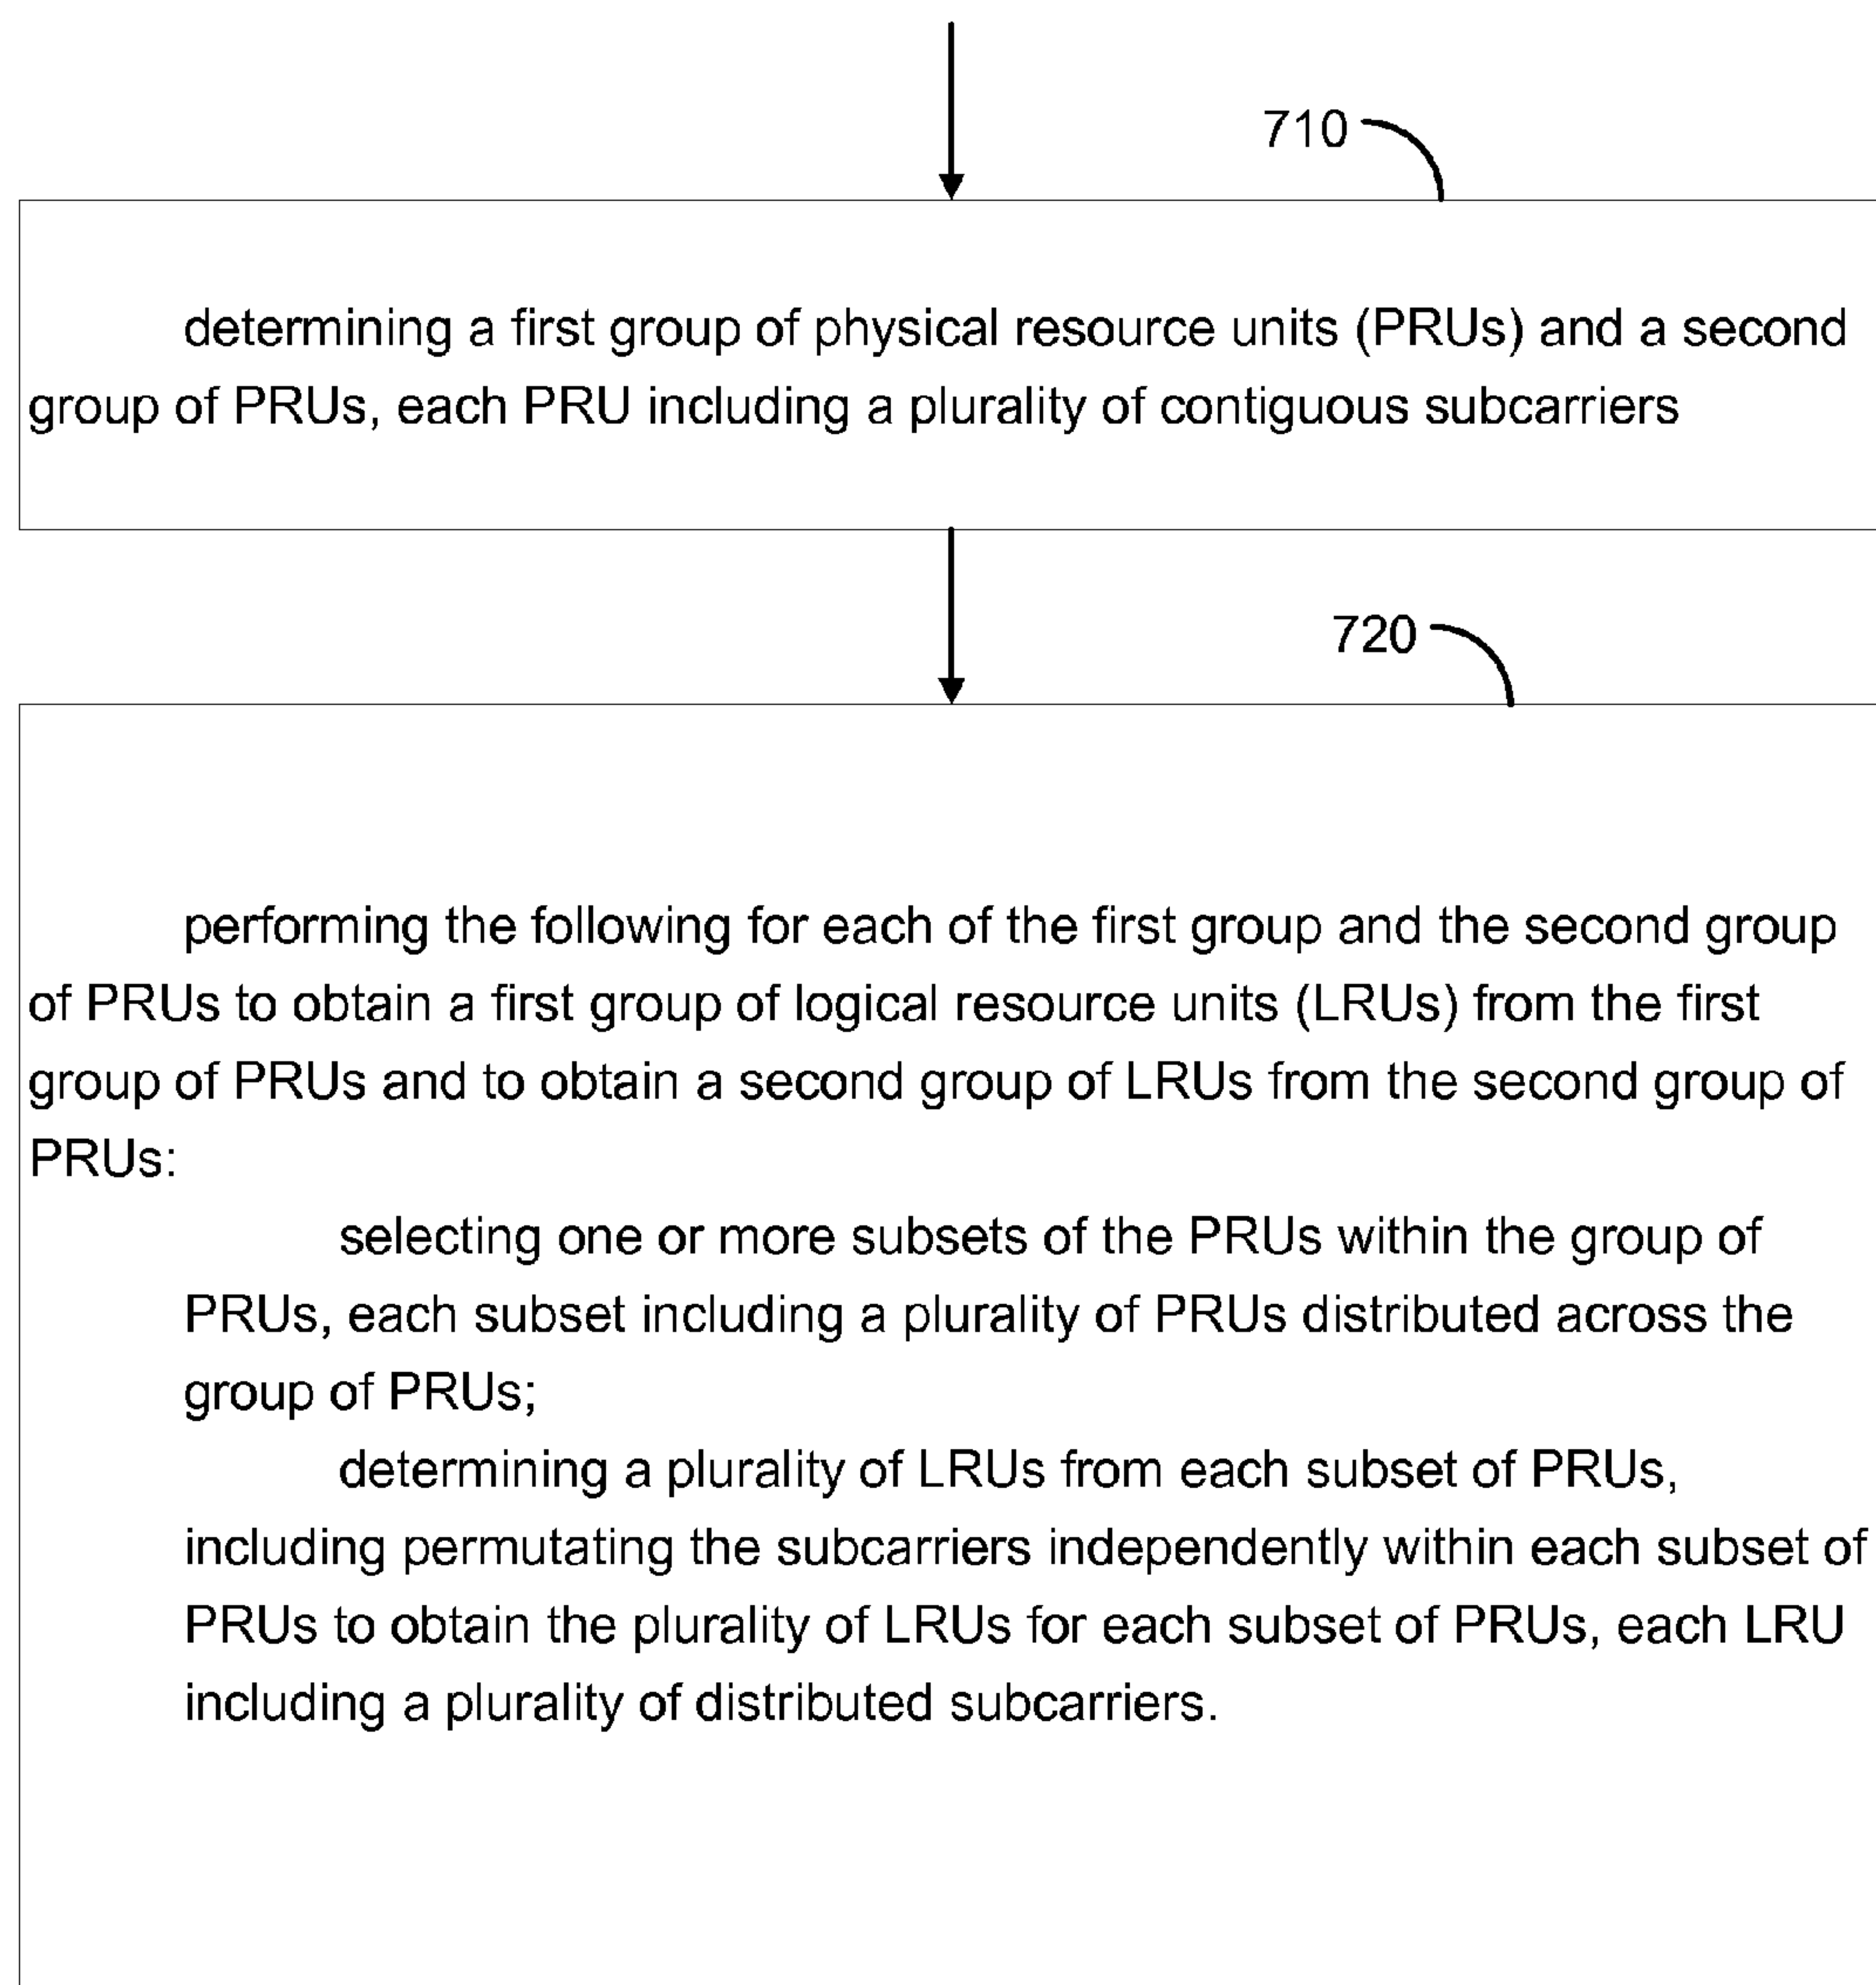 710
determining a first group of physical resource units (PRUs) and a second
group of PRUs, each PRU including a plurality of contiguous subcarriers
720
performing the following for each of the first group and the second group
of PRUs to obtain a first group of logical resource units (LRUs) from the first
group of PRUs and to obtain a second group of LRUs from the second group of
PRUs:
selecting one or more subsets of the PRUs within the group of
PRUs, each subset including a plurality of PRUs distributed across the
group of PRUs;
determining a plurality of LRUs from each subset of PRUs,
including permutating the subcarriers independently within each subset of
PRUs to obtain the plurality of LRUs for each subset of PRUs, each LRU
including a plurality of distributed subcarriers.